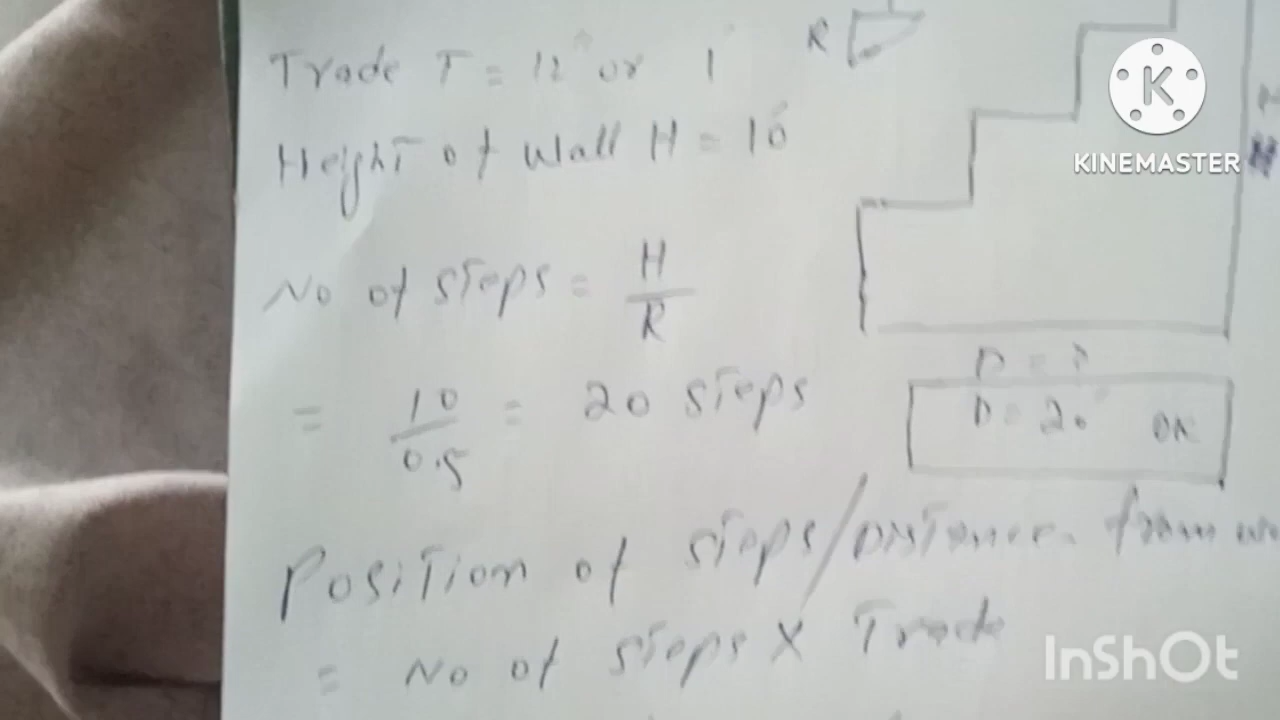 Trade T = 12" or 1'
R
Height of Wall H = 10'
H
KINEMASTER
No of steps = H/R
= 10/0.5 = 20 steps
D = ?
D = 20' OK
Position of steps/Distance from
= No of steps X Trade
InShOt